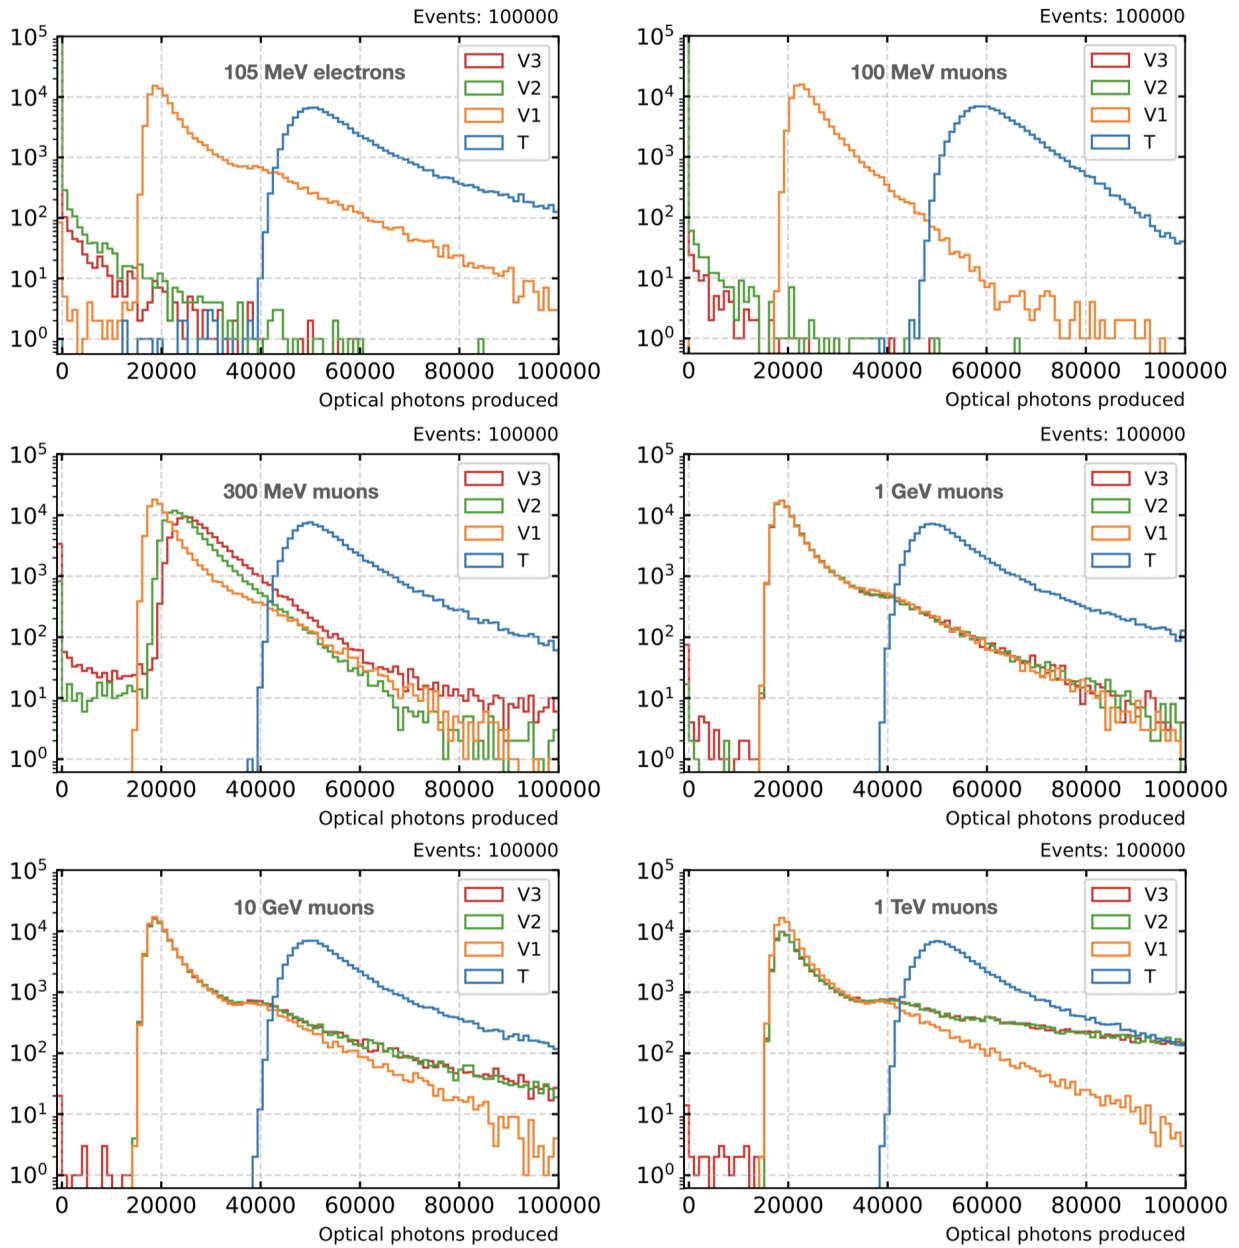 Events: 100000
105 MeV electrons
V3
V2
V1
T
10⁵
10⁴
10³
10²
10¹
10⁰
0 20000 40000 60000 80000 100000
Optical photons produced
Events: 100000
100 MeV muons
V3
V2
V1
T
10⁵
10⁴
10³
10²
10¹
10⁰
0 20000 40000 60000 80000 100000
Optical photons produced
Events: 100000
300 MeV muons
V3
V2
V1
T
10⁵
10⁴
10³
10²
10¹
10⁰
0 20000 40000 60000 80000 100000
Optical photons produced
Events: 100000
1 GeV muons
V3
V2
V1
T
10⁵
10⁴
10³
10²
10¹
10⁰
0 20000 40000 60000 80000 100000
Optical photons produced
Events: 100000
10 GeV muons
V3
V2
V1
T
10⁵
10⁴
10³
10²
10¹
10⁰
0 20000 40000 60000 80000 100000
Optical photons produced
Events: 100000
1 TeV muons
V3
V2
V1
T
10⁵
10⁴
10³
10²
10¹
10⁰
0 20000 40000 60000 80000 100000
Optical photons produced